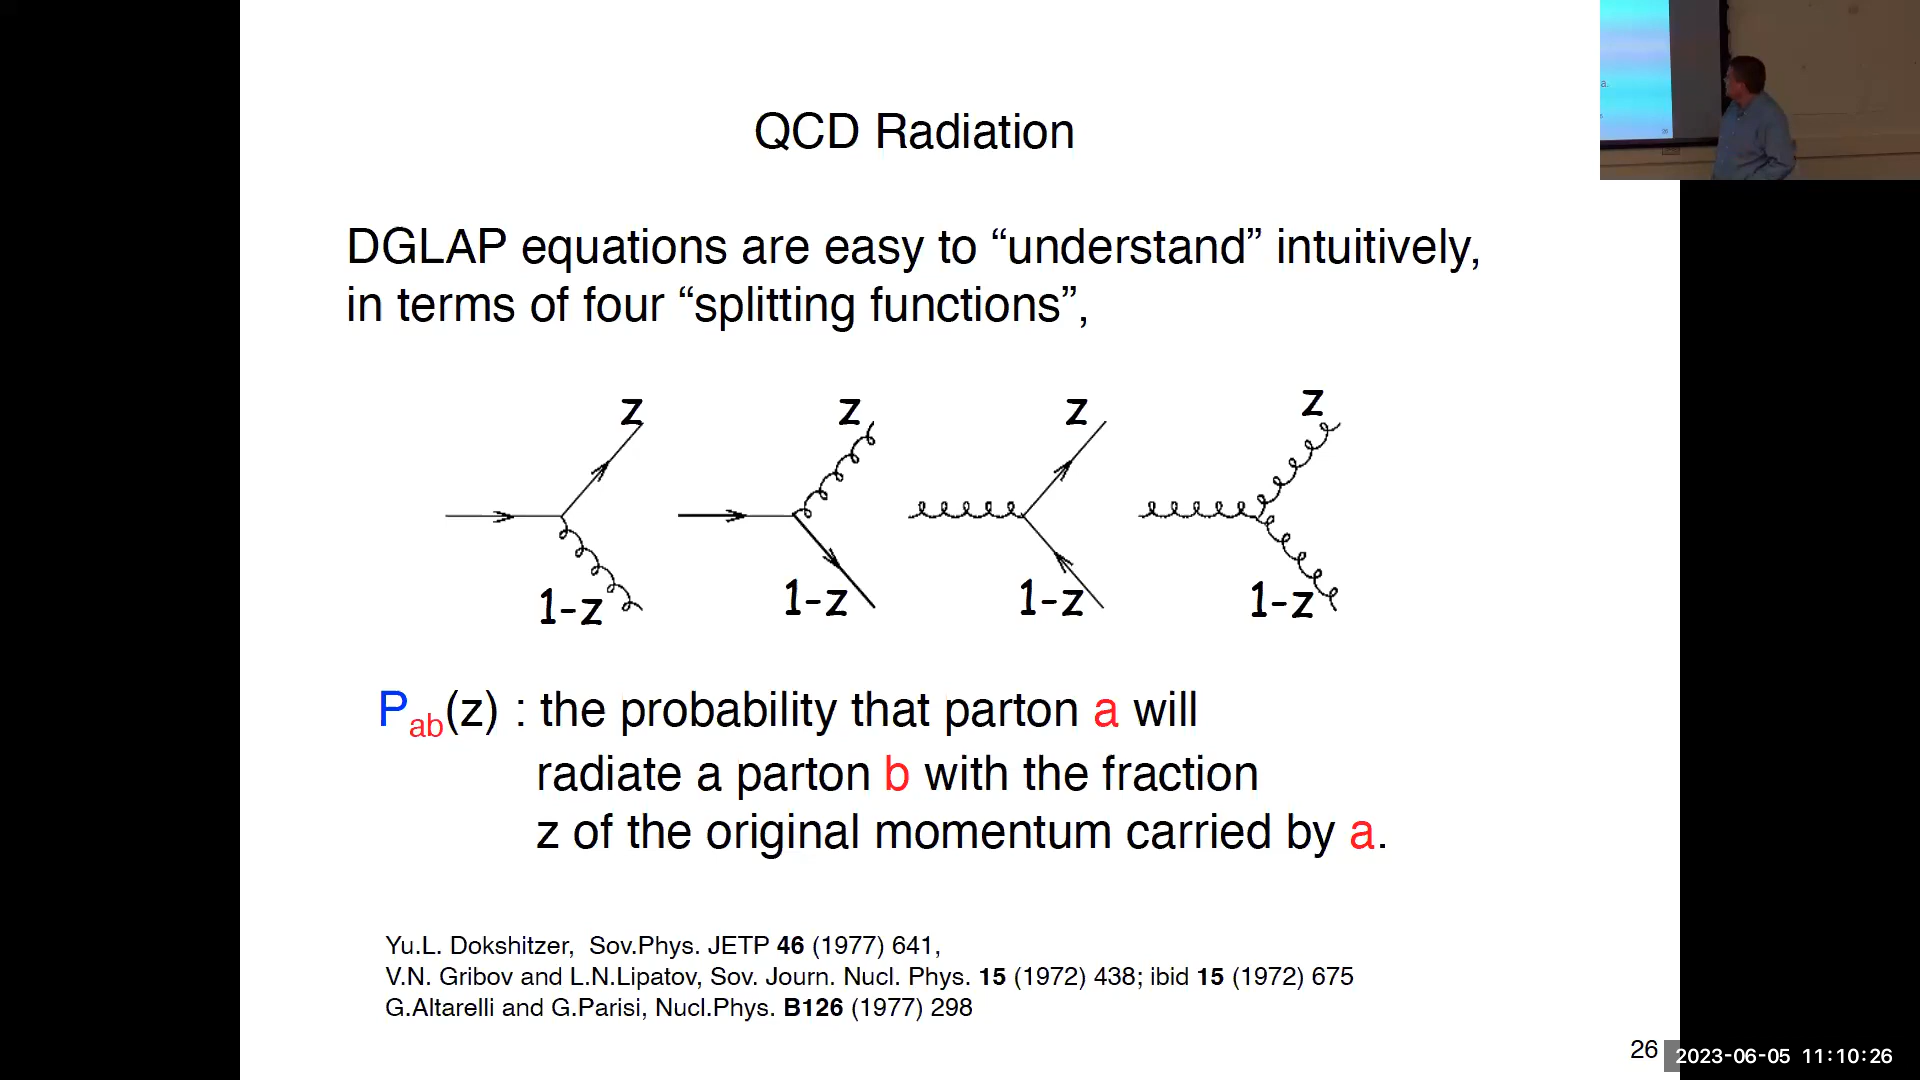 QCD Radiation
DGLAP equations are easy to “understand” intuitively,
in terms of four “splitting functions”,
z z z z
1-z 1-z 1-z 1-z
Pab(z) : the probability that parton a will
radiate a parton b with the fraction
z of the original momentum carried by a.
Yu.L. Dokshitzer, Sov.Phys. JETP 46 (1977) 641,
V.N. Gribov and L.N.Lipatov, Sov. Journ. Nucl. Phys. 15 (1972) 438; ibid 15 (1972) 675
G.Altarelli and G.Parisi, Nucl.Phys. B126 (1977) 298
26
2023-06-05 11:10:26